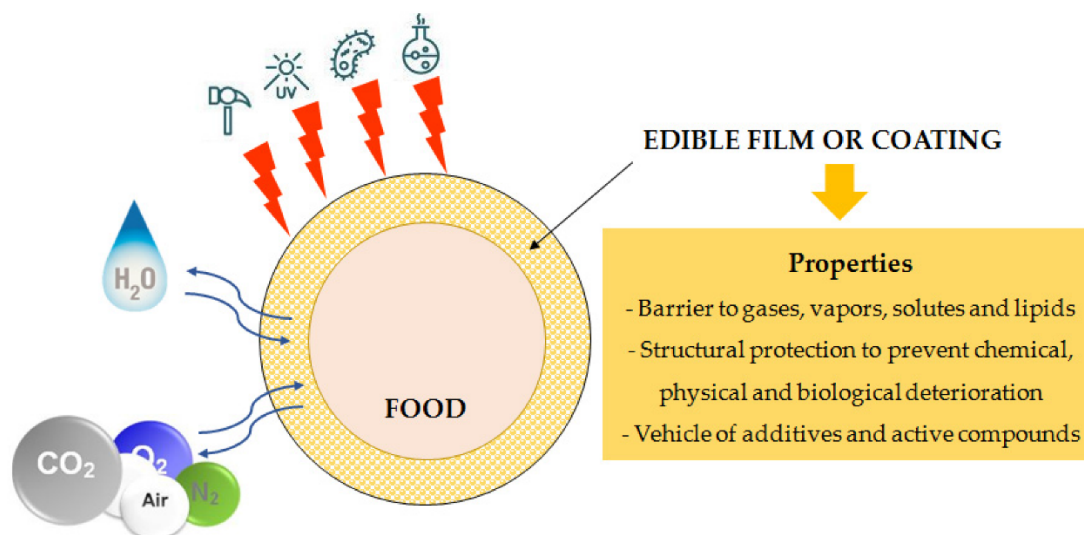 UV
EDIBLE FILM OR COATING
H₂O
Properties
- Barrier to gases, vapors, solutes and lipids
- Structural protection to prevent chemical,
physical and biological deterioration
- Vehicle of additives and active compounds
FOOD
CO₂
O₂
N₂
Air